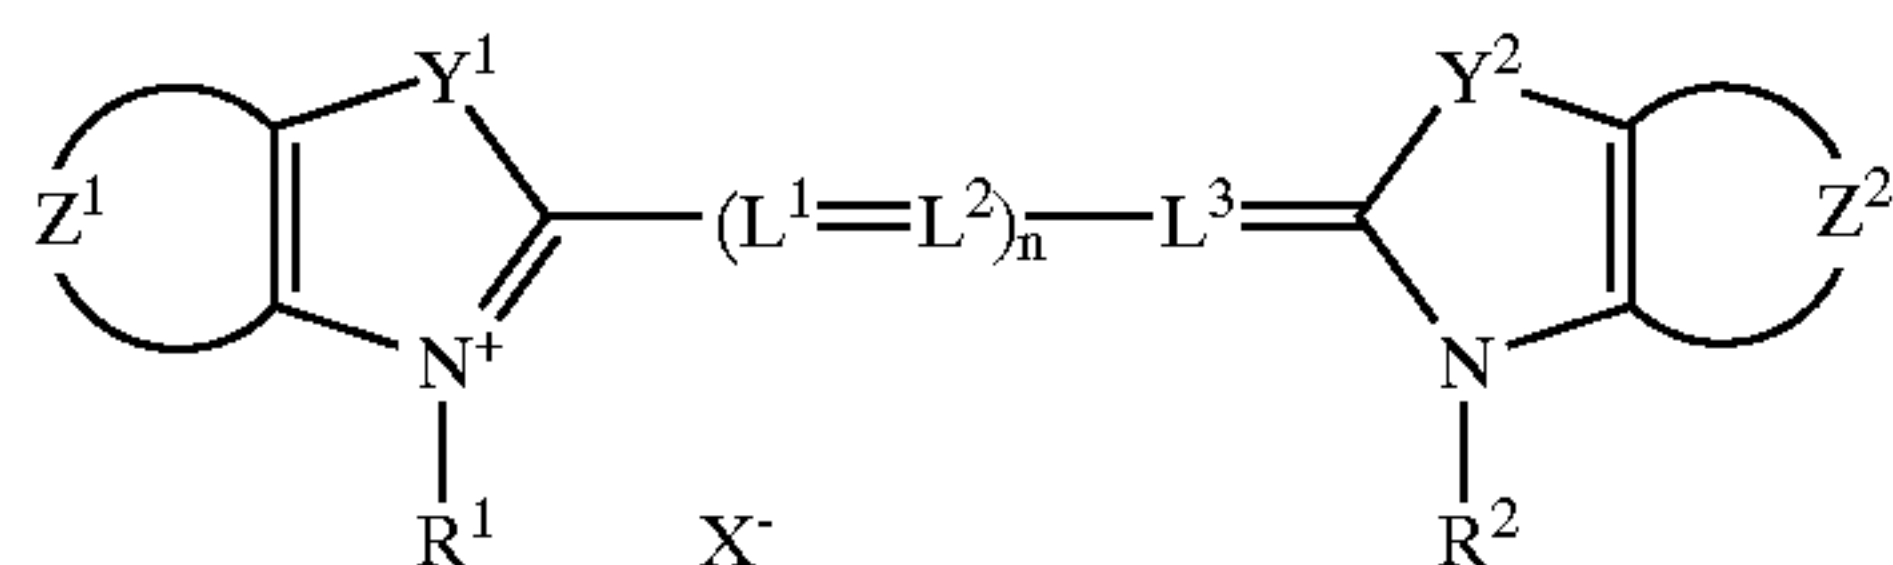 Y¹ Y²
Z¹ (L¹=L²)ₙ L³ Z²
N⁺ N
R¹ X⁻ R²